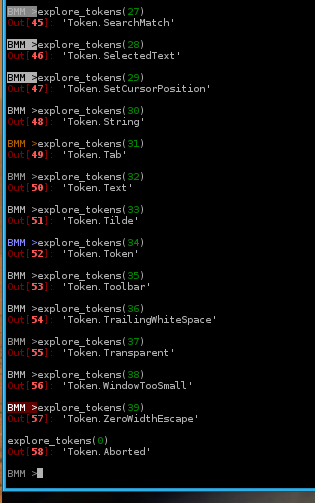 BMM >explore_tokens(27)
Out[45]: 'Token.SearchMatch'
BMM >explore_tokens(28)
Out[46]: 'Token.SelectedText'
BMM >explore_tokens(29)
Out[47]: 'Token.SetCursorPosition'
BMM >explore_tokens(30)
Out[48]: 'Token.String'
BMM >explore_tokens(31)
Out[49]: 'Token.Tab'
BMM >explore_tokens(32)
Out[50]: 'Token.Text'
BMM >explore_tokens(33)
Out[51]: 'Token.Tilde'
BMM >explore_tokens(34)
Out[52]: 'Token.Token'
BMM >explore_tokens(35)
Out[53]: 'Token.Toolbar'
BMM >explore_tokens(36)
Out[54]: 'Token.TrailingWhiteSpace'
BMM >explore_tokens(37)
Out[55]: 'Token.Transparent'
BMM >explore_tokens(38)
Out[56]: 'Token.WindowTooSmall'
BMM >explore_tokens(39)
Out[57]: 'Token.ZeroWidthEscape'
explore_tokens(0)
Out[58]: 'Token.Aborted'
BMM >